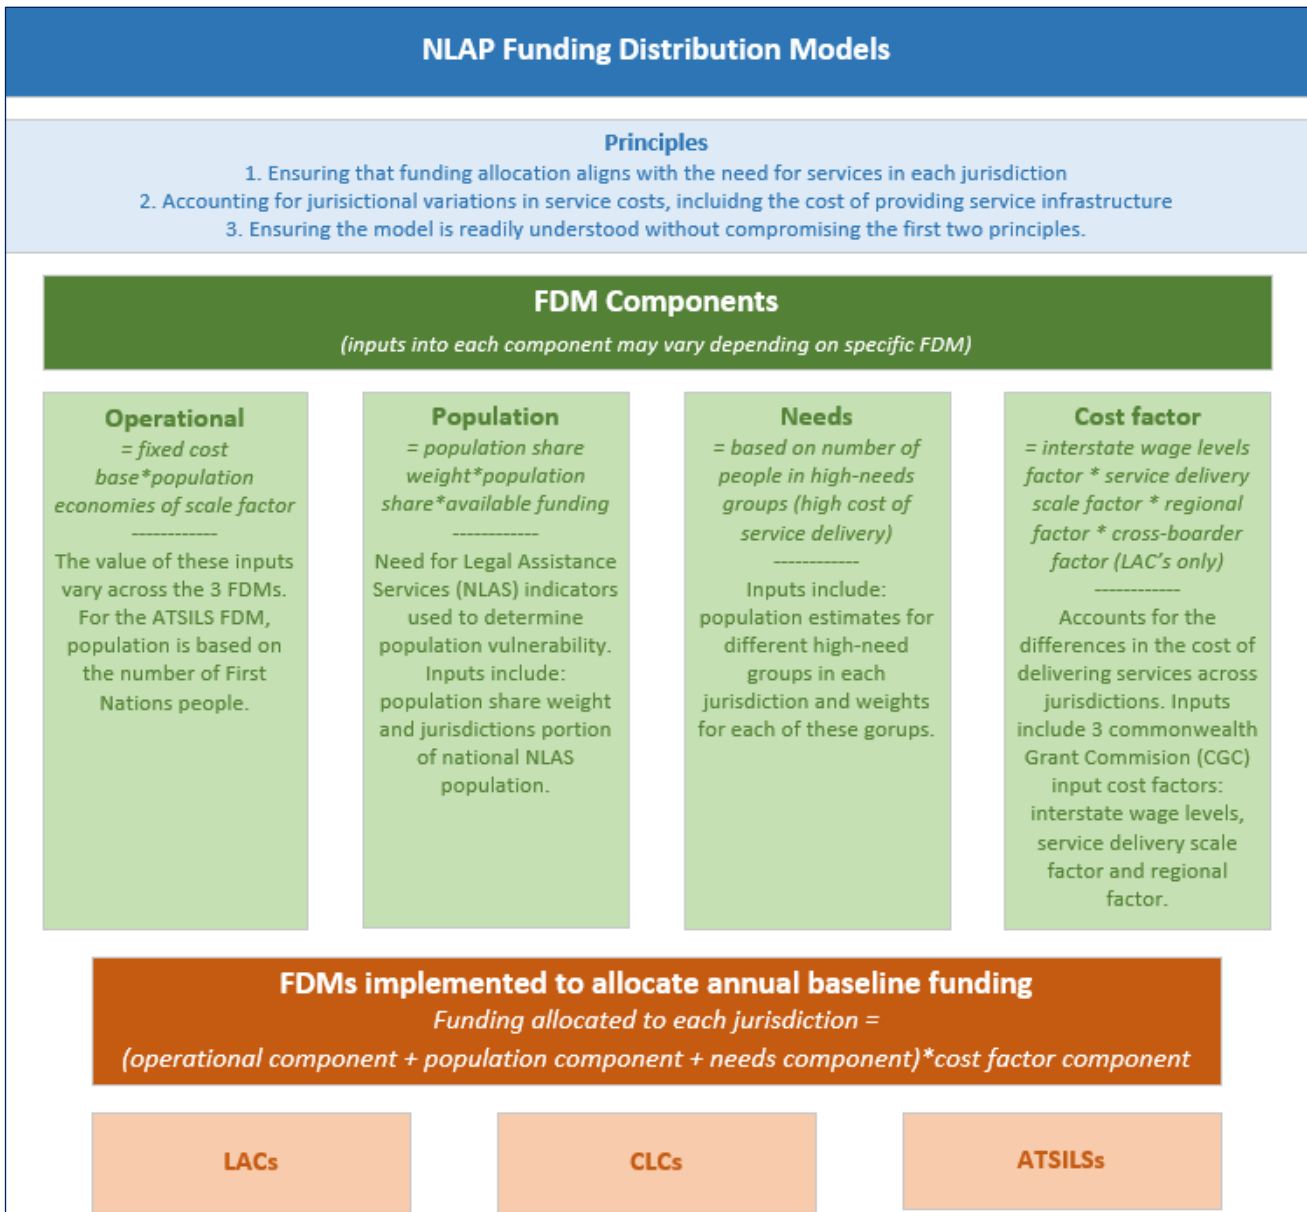 NLAP Funding Distribution Models
Principles
1. Ensuring that funding allocation aligns with the need for services in each jurisdiction
2. Accounting for jurisictional variations in service costs, incluidng the cost of providing service infrastructure
3. Ensuring the model is readily understood without compromising the first two principles.
FDM Components
(inputs into each component may vary depending on specific FDM)
Operational
= fixed cost
base*population
economies of scale factor
------------
The value of these inputs
vary across the 3 FDMs.
For the ATSILS FDM,
population is based on
the number of First
Nations people.
Population
= population share
weight*population
share*available funding
------------
Need for Legal Assistance
Services (NLAS) indicators
used to determine
population vulnerability.
Inputs include:
population share weight
and jurisdictions portion
of national NLAS
population.
Needs
= based on number of
people in high-needs
groups (high cost of
service delivery)
------------
Inputs include:
population estimates for
different high-need
groups in each
jurisdiction and weights
for each of these gorups.
Cost factor
= interstate wage levels
factor * service delivery
scale factor * regional
factor * cross-boarder
factor (LAC's only)
------------
Accounts for the
differences in the cost of
delivering services across
jurisdictions. Inputs
include 3 commonwealth
Grant Commision (CGC)
input cost factors:
interstate wage levels,
service delivery scale
factor and regional
factor.
FDMs implemented to allocate annual baseline funding
Funding allocated to each jurisdiction =
(operational component + population component + needs component)*cost factor component
LACs
CLCs
ATSILSs